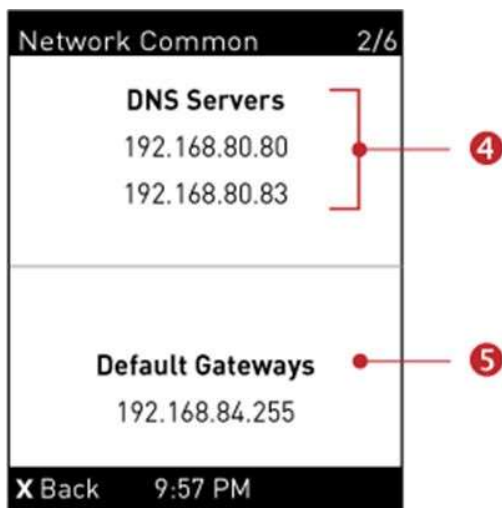 Network Common 2/6
DNS Servers
192.168.80.80
192.168.80.83
4
Default Gateways
192.168.84.255
5
X Back 9:57 PM